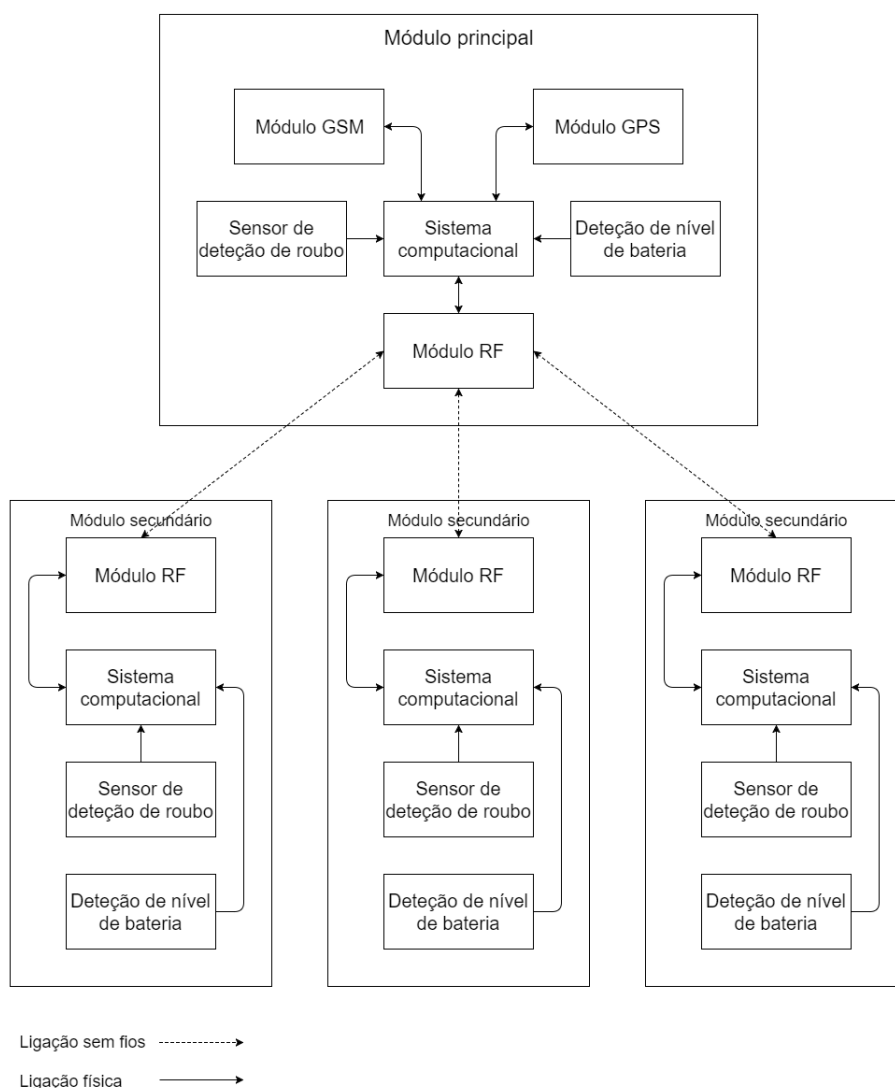 Módulo principal
Módulo GSM
Módulo GPS
Sensor de
deteção de roubo
Sistema
computacional
Deteção de nível
de bateria
Módulo RF
Módulo secundário
Módulo RF
Sistema
computacional
Sensor de
deteção de roubo
Deteção de nível
de bateria
Módulo secundário
Módulo RF
Sistema
computacional
Sensor de
deteção de roubo
Deteção de nível
de bateria
Módulo secundário
Módulo RF
Sistema
computacional
Sensor de
deteção de roubo
Deteção de nível
de bateria
Ligação sem fios
Ligação física